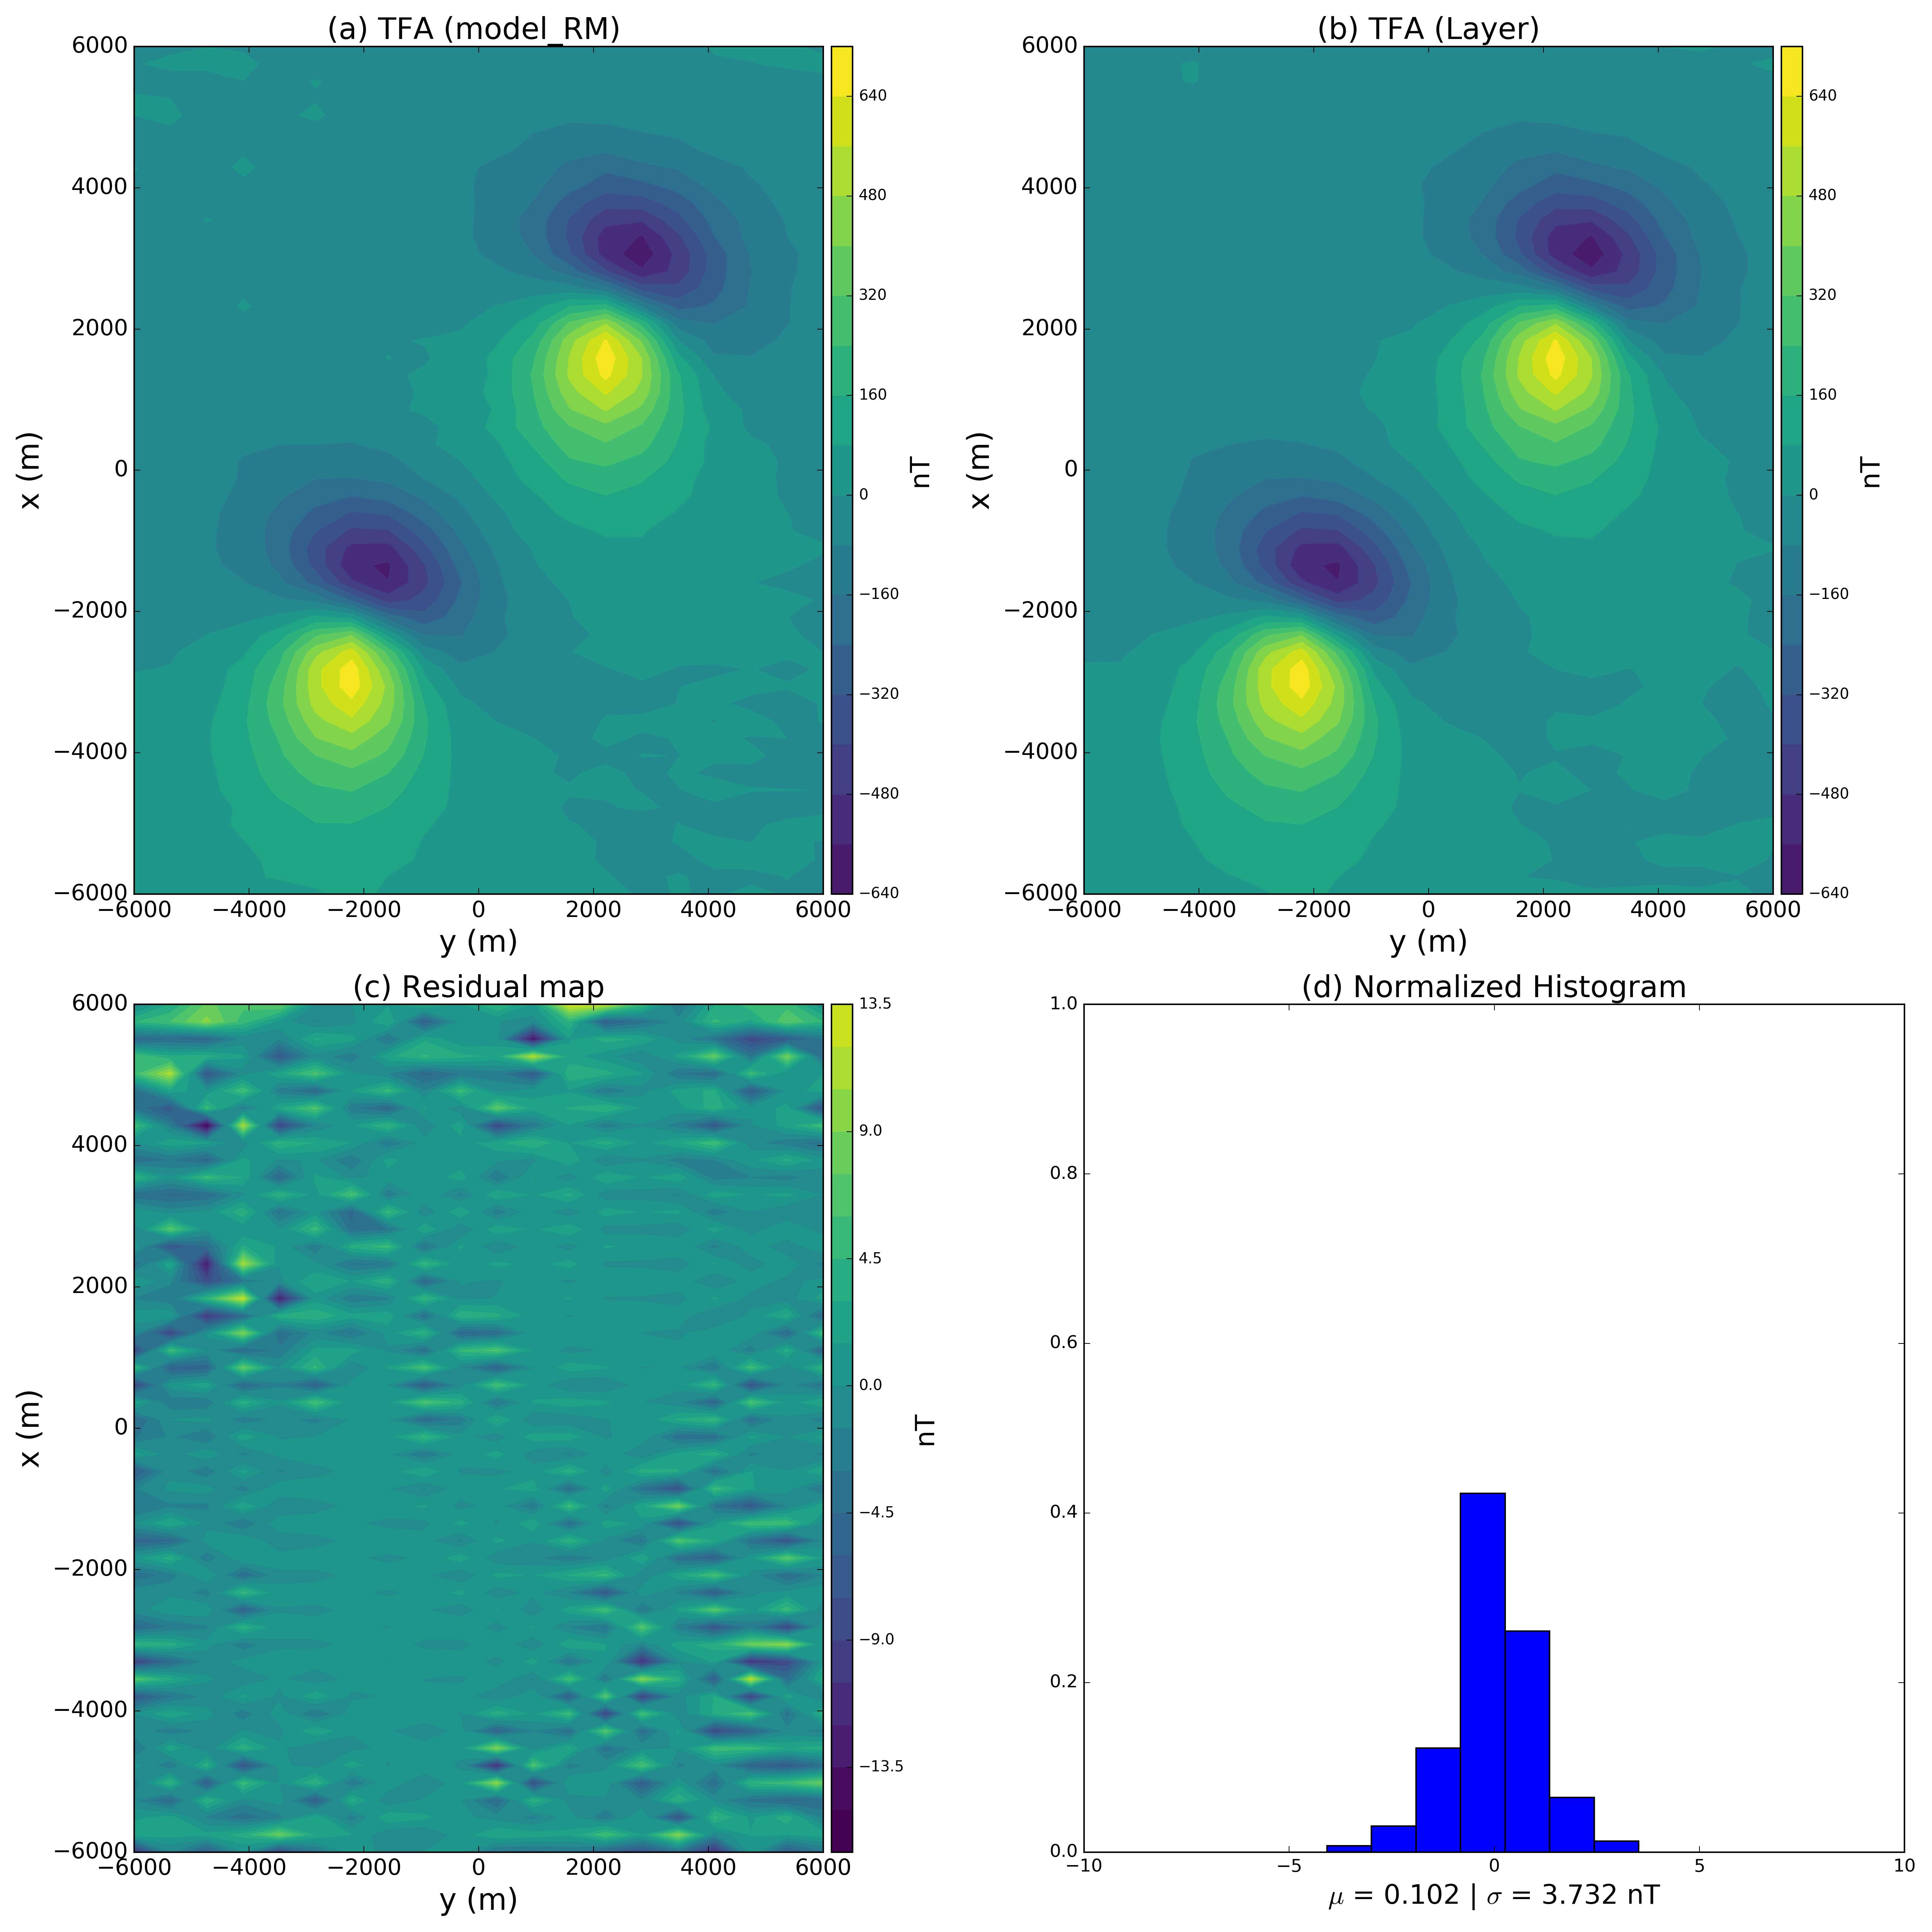 (a) TFA (model_RM)
6000
4000
2000
0
−2000
−4000
−6000
x (m)
−6000 −4000 −2000 0 2000 4000 6000
y (m)
640
480
320
160
0
−160
−320
−480
−640
nT
(b) TFA (Layer)
6000
4000
2000
0
−2000
−4000
−6000
x (m)
−6000 −4000 −2000 0 2000 4000 6000
y (m)
640
480
320
160
0
−160
−320
−480
−640
nT
(c) Residual map
6000
4000
2000
0
−2000
−4000
−6000
x (m)
−6000 −4000 −2000 0 2000 4000 6000
y (m)
13.5
9.0
4.5
0.0
−4.5
−9.0
−13.5
nT
(d) Normalized Histogram
1.0
0.8
0.6
0.4
0.2
0.0
−10 −5 0 5 10
μ = 0.102 | σ = 3.732 nT